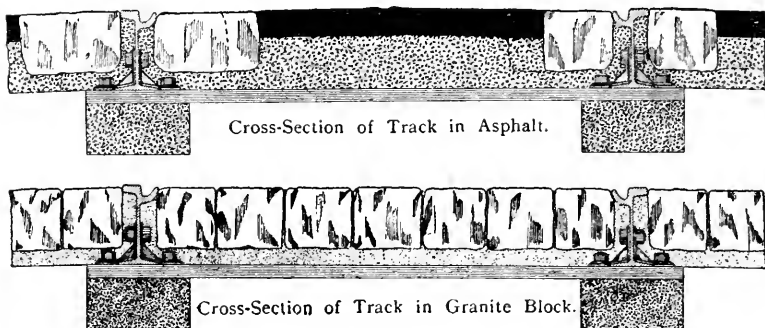 Cross-Section of Track in Asphalt.
Cross-Section of Track in Granite Block.